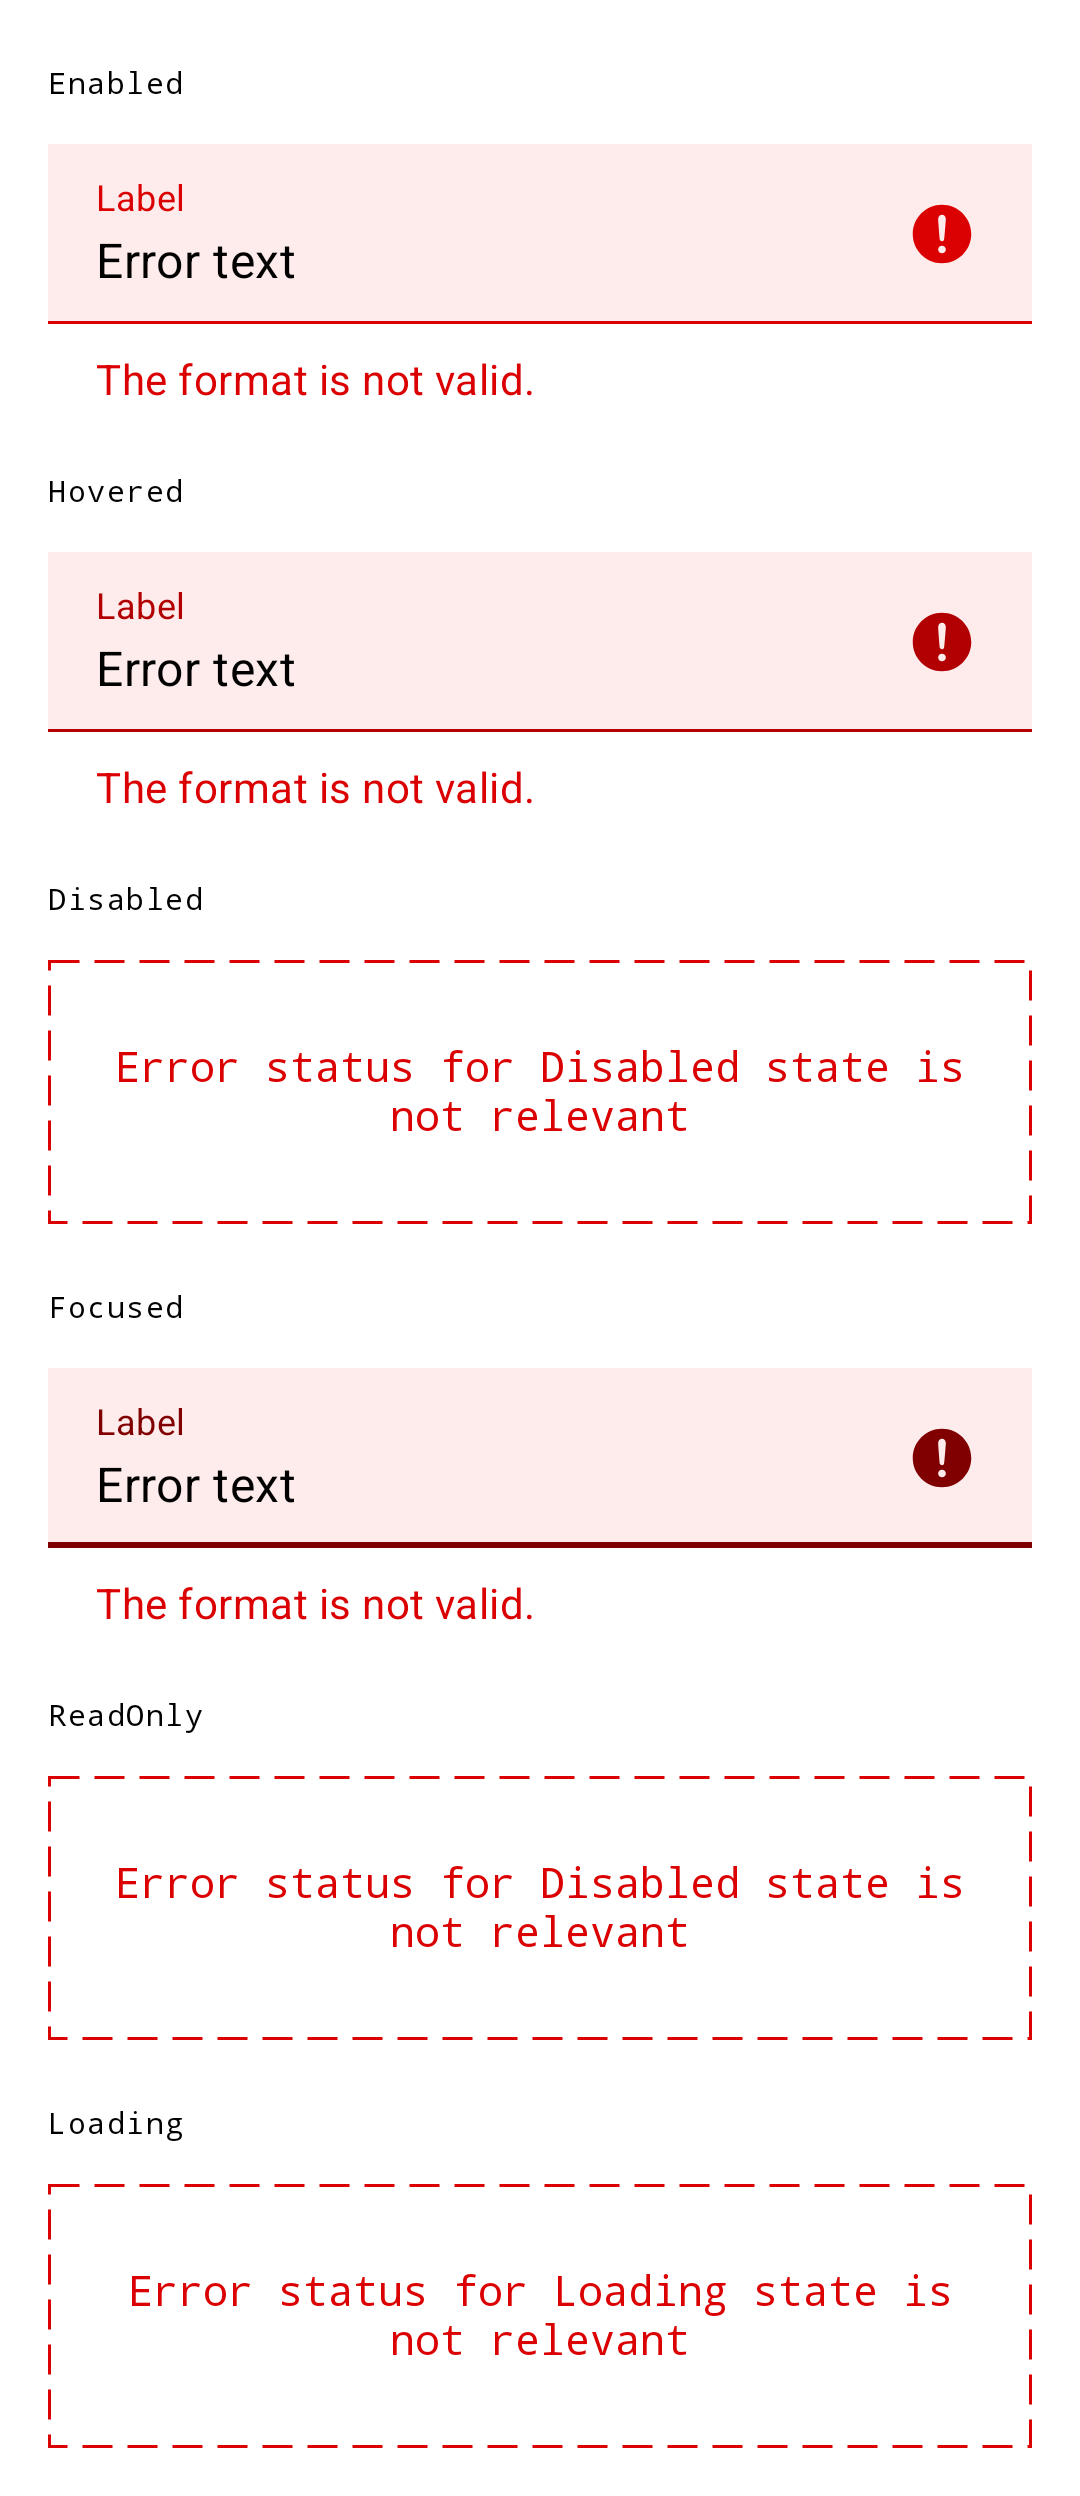 Enabled
Label
Error text
The format is not valid.
Hovered
Label
Error text
The format is not valid.
Disabled
Error status for Disabled state is
not relevant
Focused
Label
Error text
The format is not valid.
ReadOnly
Error status for Disabled state is
not relevant
Loading
Error status for Loading state is
not relevant